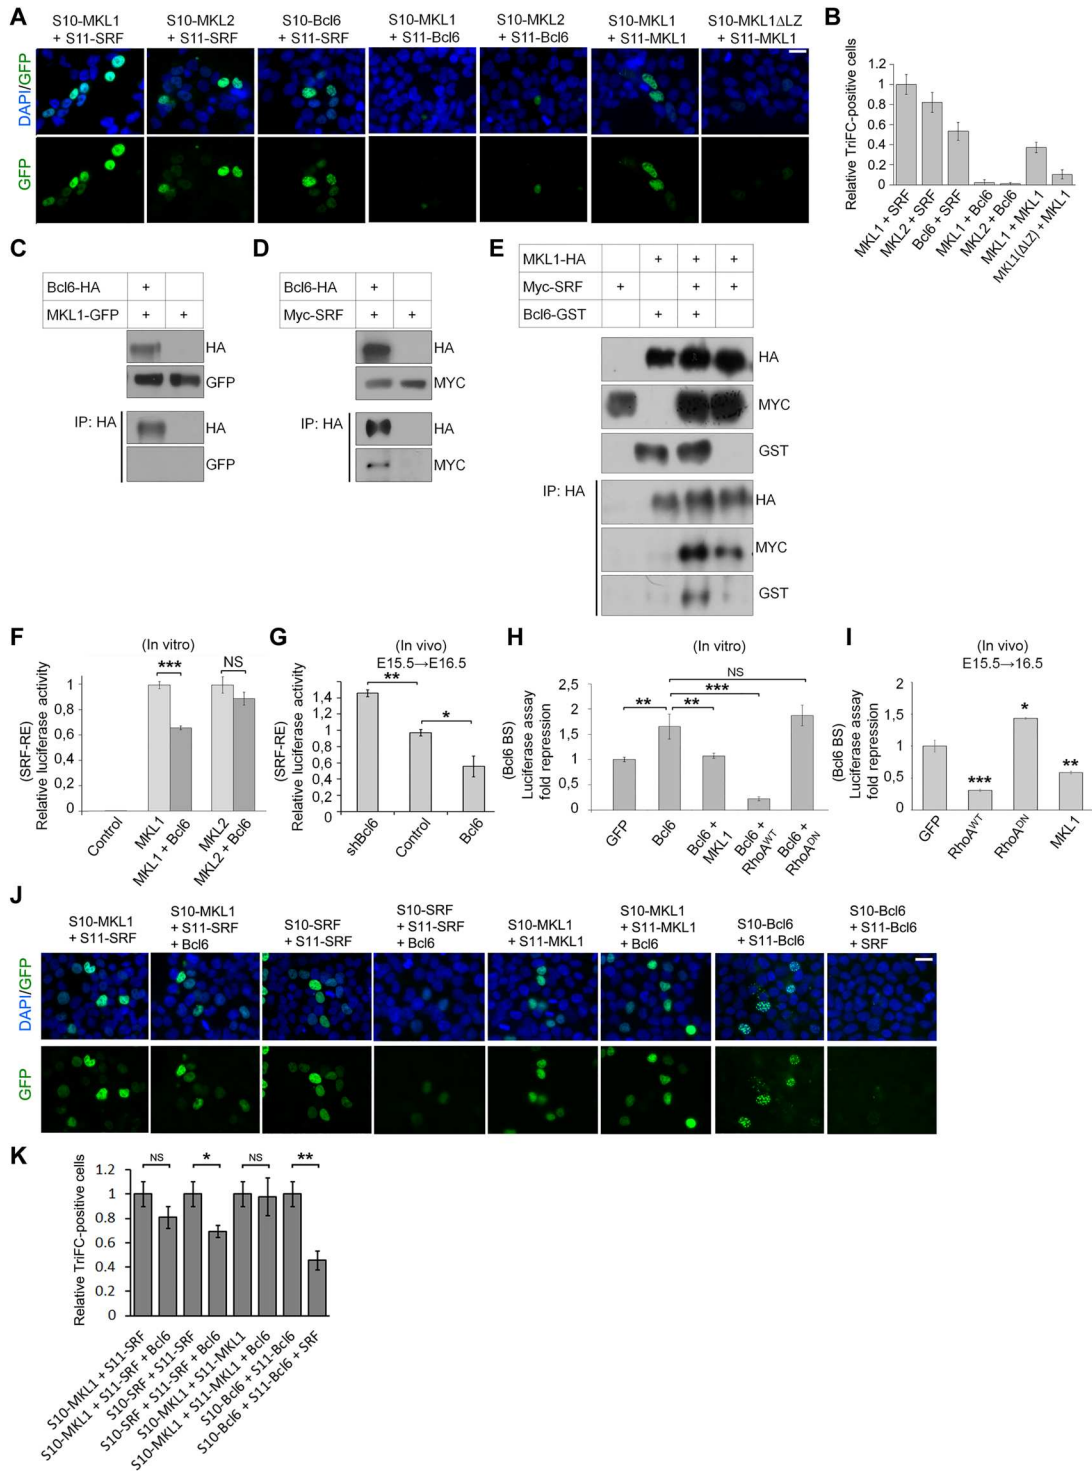 A
S10-MKL1
+ S11-SRF
S10-MKL2
+ S11-SRF
S10-Bcl6
+ S11-SRF
S10-MKL1
+ S11-Bcl6
S10-MKL2
+ S11-Bcl6
S10-MKL1
+ S11-MKL1
S10-MKL1ΔLZ
+ S11-MKL1
DAPI/GFP
GFP
B
Relative TriFC-positive cells
1.2
1
0.8
0.6
0.4
0.2
0
MKL1 + SRF
MKL2 + SRF
Bcl6 + SRF
MKL1 + Bcl6
MKL2 + Bcl6
MKL1 + MKL1
MKL1(ΔLZ) + MKL1
C
Bcl6-HA +
MKL1-GFP + +
HA
GFP
IP: HA
HA
GFP
D
Bcl6-HA +
Myc-SRF + +
HA
MYC
IP: HA
HA
MYC
E
MKL1-HA + + +
Myc-SRF + + +
Bcl6-GST + +
HA
MYC
GST
IP: HA
HA
MYC
GST
F
(In vitro)
(SRF-RE)
Relative luciferase activity
1
0,8
0,6
0,4
0,2
0
*** NS
Control
MKL1
MKL1 + Bcl6
MKL2
MKL2 + Bcl6
G
(In vivo)
E15.5→E16.5
(SRF-RE)
Relative luciferase activity
1,6
1,4
1,2
1
0,8
0,6
0,4
0,2
0
**
*
shBcl6
Control
Bcl6
H
(In vitro)
(Bcl6 BS)
Luciferase assay
fold repression
2,5
2
1,5
1
0,5
0
NS
***
** **
GFP
Bcl6
Bcl6 +
MKL1
Bcl6 +
RhoAWT
Bcl6 +
RhoADN
I
(In vivo)
E15.5→16.5
(Bcl6 BS)
Luciferase assay
fold repression
2
1,5
1
0,5
0
***
*
**
GFP
RhoAWT
RhoADN
MKL1
J
S10-MKL1
+ S11-SRF
S10-MKL1
+ S11-SRF
+ Bcl6
S10-SRF
+ S11-SRF
S10-SRF
+ S11-SRF
+ Bcl6
S10-MKL1
+ S11-MKL1
S10-MKL1
+ S11-MKL1
+ Bcl6
S10-Bcl6
+ S11-Bcl6
S10-Bcl6
+ S11-Bcl6
+ SRF
DAPI/GFP
GFP
K
Relative TriFC-positive cells
1.2
1
0.8
0.6
0.4
0.2
0
NS * NS **
S10-MKL1 + S11-SRF
S10-MKL1 + S11-SRF + Bcl6
S10-SRF + S11-SRF
S10-SRF + S11-SRF + Bcl6
S10-MKL1 + S11-MKL1
S10-MKL1 + S11-MKL1 + Bcl6
S10-Bcl6 + S11-Bcl6
S10-Bcl6 + S11-Bcl6 + SRF